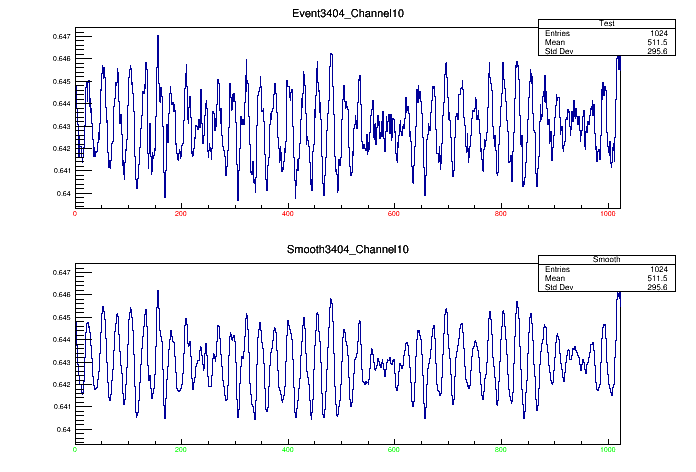 Event3404_Channel10
Test
Entries 1024
Mean 511.5
Std Dev 295.6
0.647
0.646
0.645
0.644
0.643
0.642
0.641
0.64
0 200 400 600 800 1000
Smooth3404_Channel10
Smooth
Entries 1024
Mean 511.5
Std Dev 295.6
0.647
0.646
0.645
0.644
0.643
0.642
0.641
0.64
0 200 400 600 800 1000